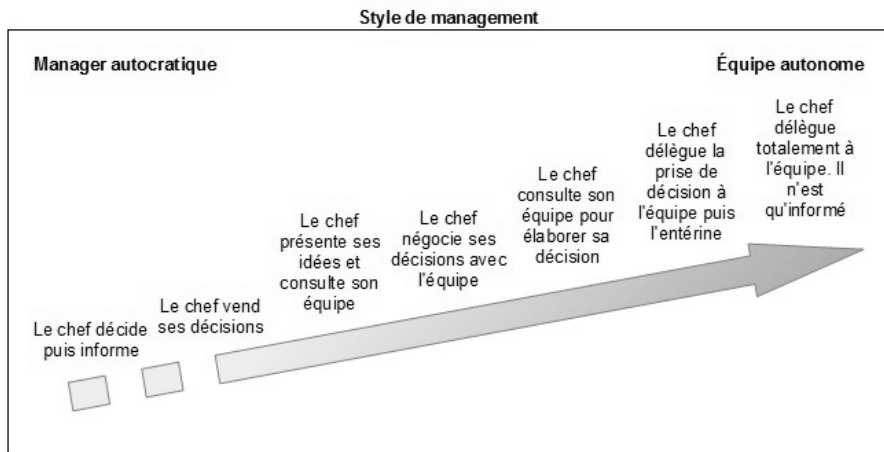 Style de management
Manager autocratique
Équipe autonome
Le chef décide
puis informe
Le chef vend
ses décisions
Le chef
présente ses
idées et
consulte son
équipe
Le chef
négocie ses
décisions avec
l'équipe
Le chef
consulte son
équipe pour
élaborer sa
décision
Le chef
délègue la
prise de
décision à
l'équipe puis
l'entérine
Le chef
délègue
totalement à
l'équipe. Il
n'est
qu'informé